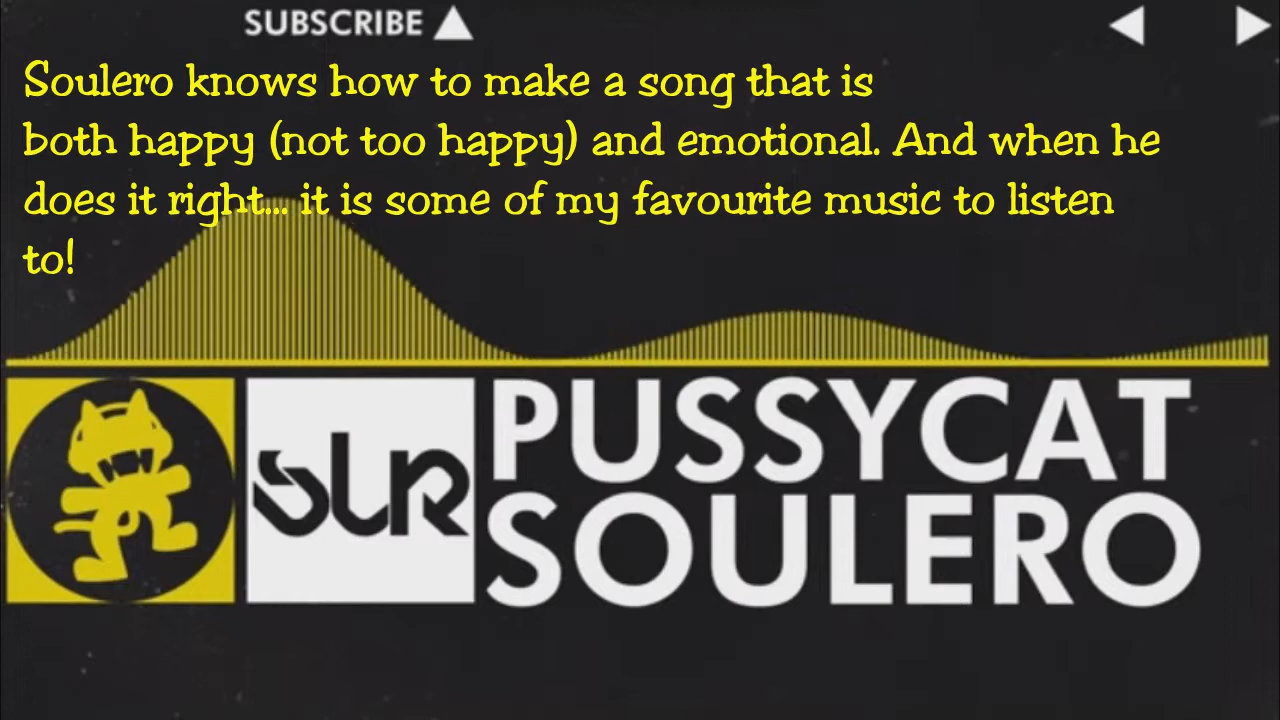 SUBSCRIBE
Soulero knows how to make a song that is
both happy (not too happy) and emotional. And when he
does it right... it is some of my favourite music to listen
to!
SLR
PUSSYCAT
SOULERO